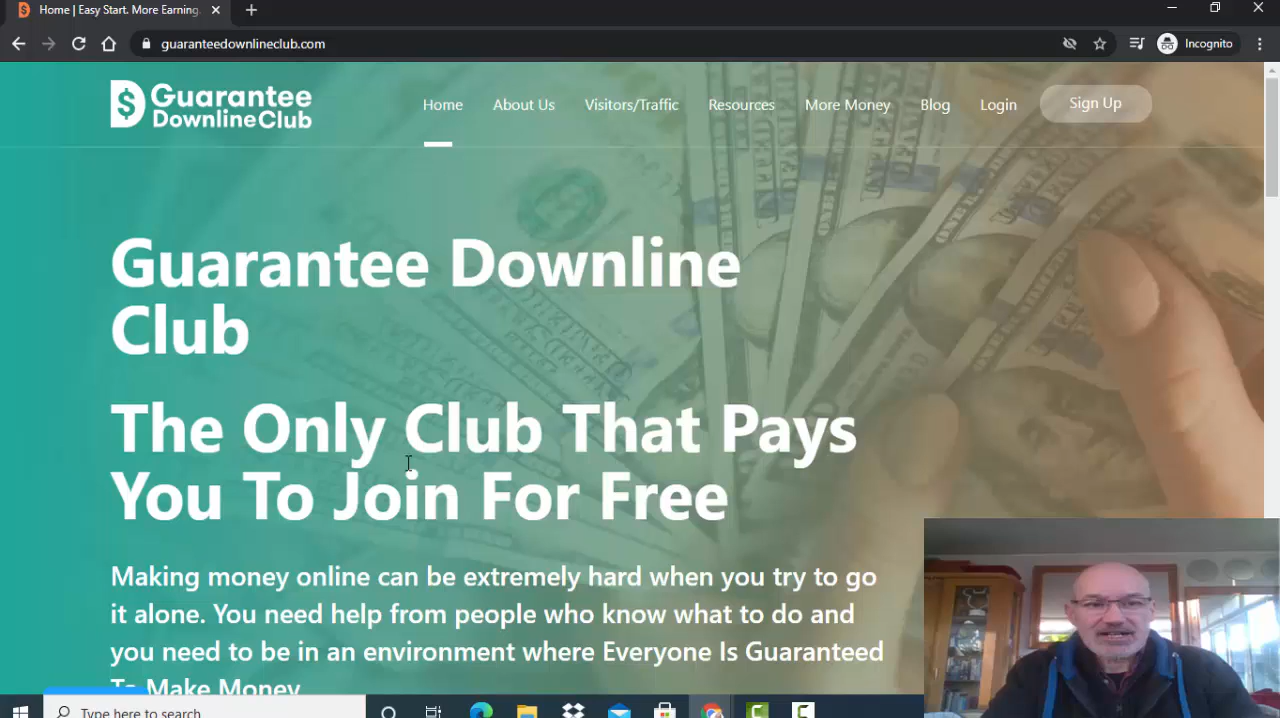 Home | Easy Start. More Earning.
guaranteedownlineclub.com
Incognito
Guarantee
DownlineClub
Home
About Us
Visitors/Traffic
Resources
More Money
Blog
Login
Sign Up
Guarantee Downline
Club
The Only Club That Pays
You To Join For Free
Making money online can be extremely hard when you try to go
it alone. You need help from people who know what to do and
you need to be in an environment where Everyone Is Guaranteed
To Make Money
Type here to search